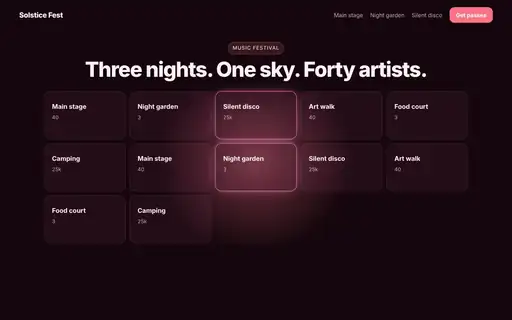 Solstice Fest
Main stage Night garden Silent disco Get passes
MUSIC FESTIVAL
Three nights. One sky. Forty artists.
Main stage Night garden Silent disco Art walk Food court
40 3 25k 40 3
Camping Main stage Night garden Silent disco Art walk
25k 40 3 25k 40
Food court Camping
3 25k